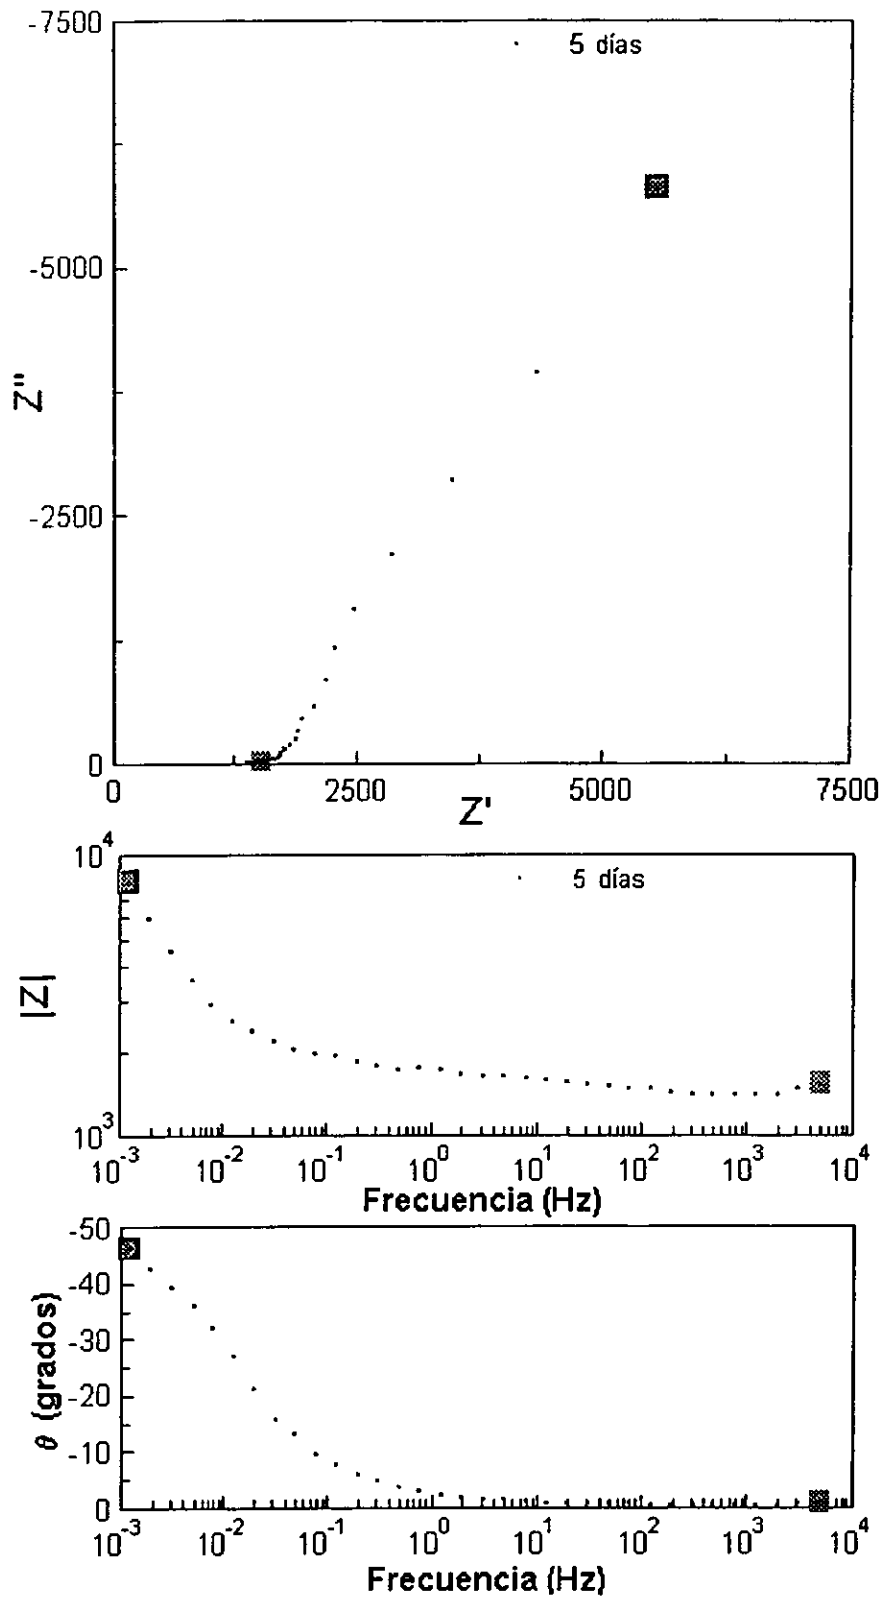 -7500
5 días
-5000
Z''
-2500
0
0 2500 5000 7500
Z'
10^4
5 días
|Z|
10^3
10^-3 10^-2 10^-1 10^0 10^1 10^2 10^3 10^4
Frecuencia (Hz)
-50
-40
-30
θ (grados)
-20
-10
0
10^-3 10^-2 10^-1 10^0 10^1 10^2 10^3 10^4
Frecuencia (Hz)